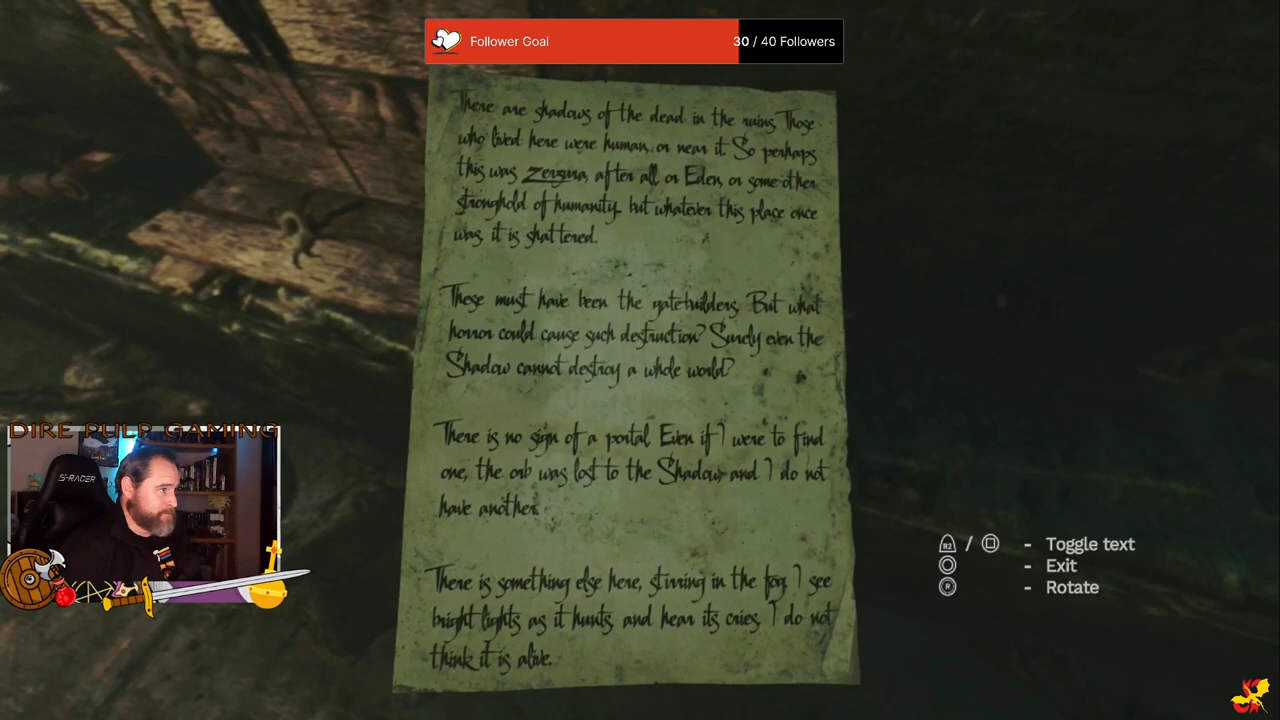 Follower Goal
30 / 40 Followers
There are shadows of the dead in the ruins. Those
who lived here were human, or near it. So perhaps
this was Zerzura, after all, or Eden, or some other
stronghold of humanity, but whatever this place once
was, it is shattered.
These must have been the gatebuilders. But what
horror could cause such destruction? Surely even the
Shadow cannot destroy a whole world?
There is no sign of a portal. Even if I were to find
one, the orb was lost to the Shadow and I do not
have another.
There is something else here, stirring in the fog. I see
bright lights as it hunts, and hear its cries. I do not
think it is alive.
DIRE PULP GAMING
S-RACER
R2 / - Toggle text
- Exit
R - Rotate